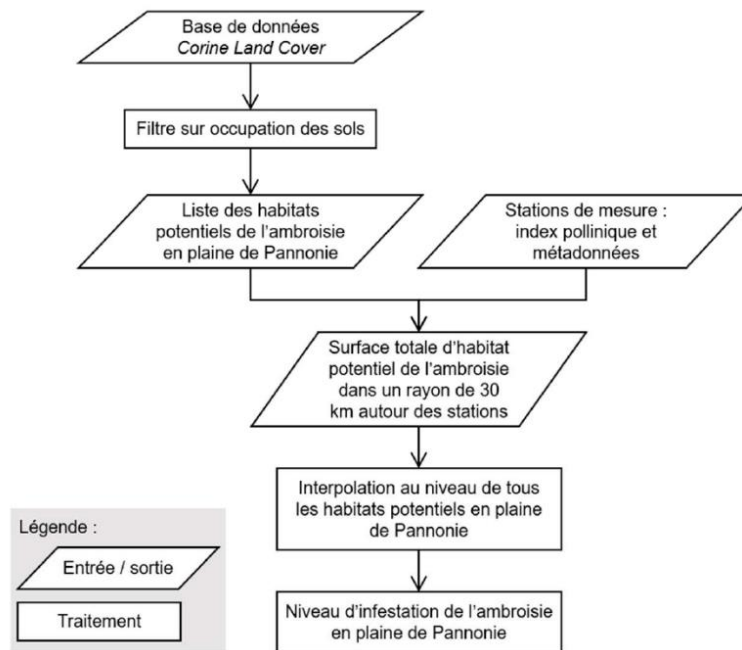 Base de données
Corine Land Cover
Filtre sur occupation des sols
Liste des habitats
potentiels de l'ambroisie
en plaine de Pannonie
Stations de mesure :
index pollinique et
métadonnées
Surface totale d'habitat
potentiel de l'ambroisie
dans un rayon de 30
km autour des stations
Interpolation au niveau de tous
les habitats potentiels en plaine
de Pannonie
Niveau d'infestation de l'ambroisie
en plaine de Pannonie
Légende :
Entrée / sortie
Traitement